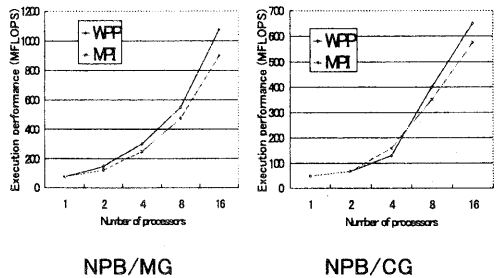 Execution performance (MFLOPS)
1200
1000
800
600
400
200
0
WPP
MPI
1 2 4 8 16
Number of processors
NPB/MG
Execution performance (MFLOPS)
700
600
500
400
300
200
100
0
WPP
MPI
1 2 4 8 16
Number of processors
NPB/CG